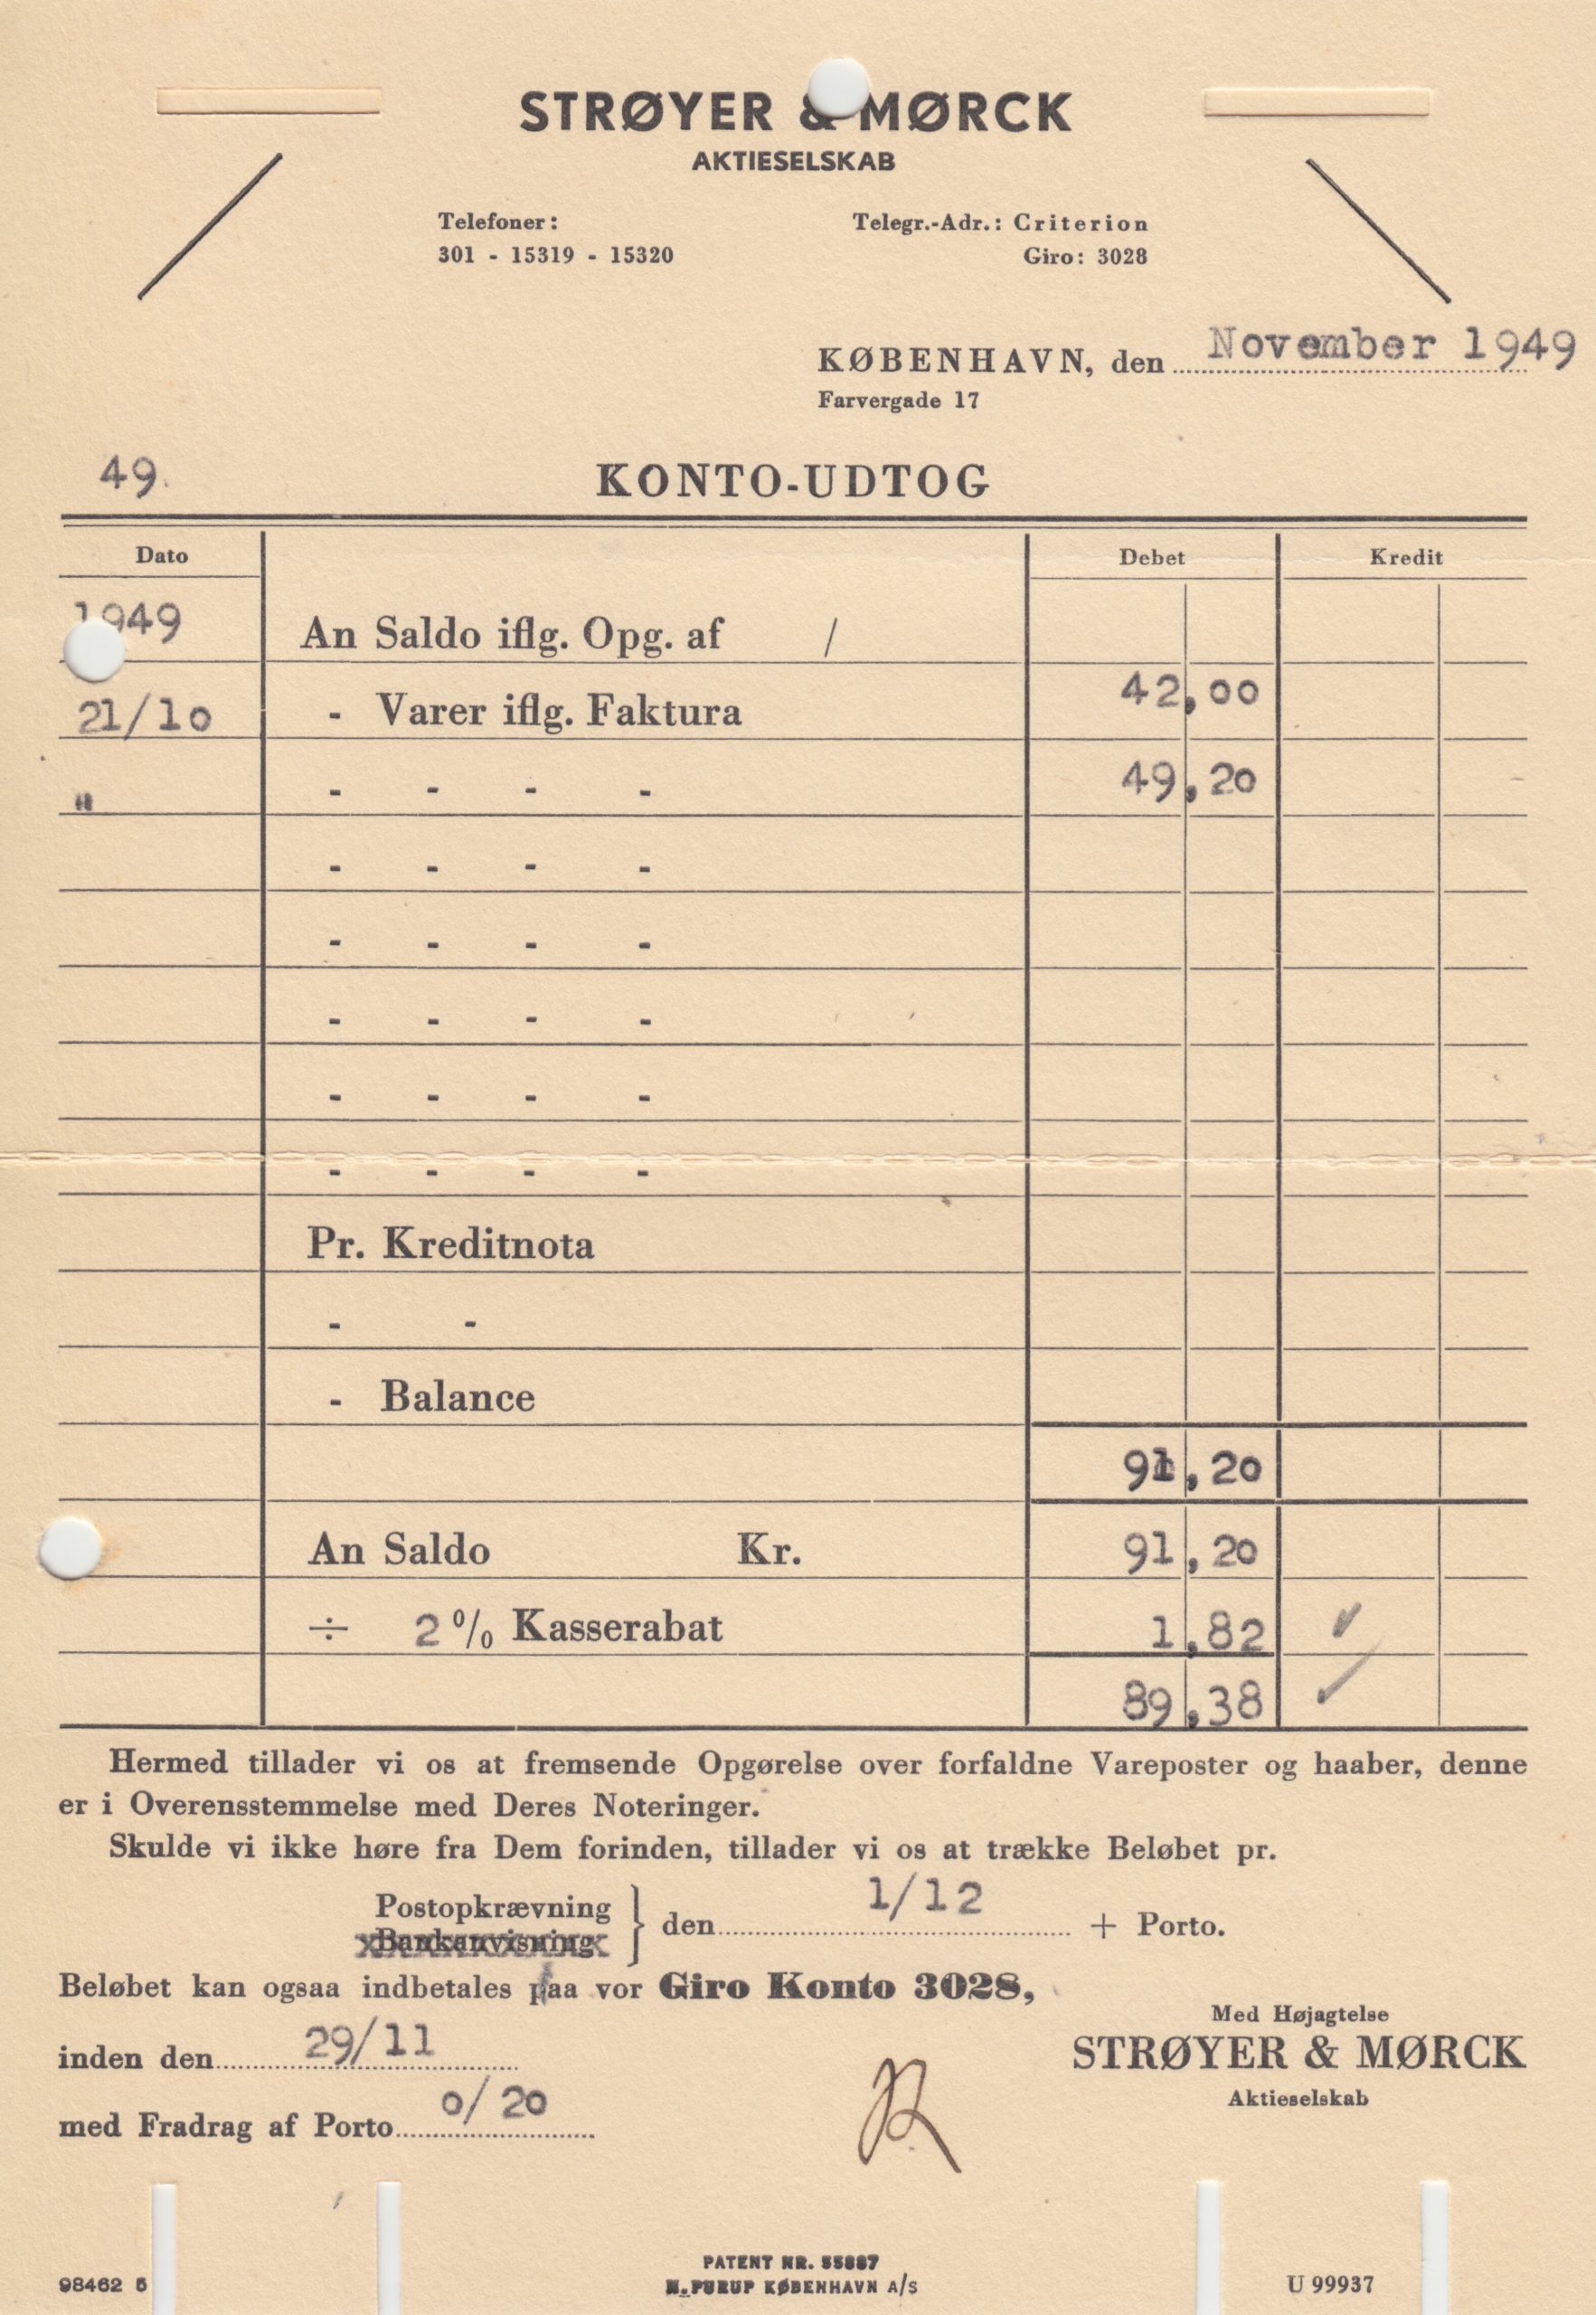 STRØYER & MØRCK
AKTIESELSKAB
Telefoner: Telegr.-Adr.: Criterion
301 - 15319 - 15320 Giro: 3028
KØBENHAVN, den November 1949
Farvergade 17
49. KONTO-UDTOG
Dato Debet Kredit
1949 An Saldo iflg. Opg. af /
21/10 - Varer iflg. Faktura 42,00
" - - - - 49,20
- - - -
- - - -
- - - -
- - - -
- - - -
Pr. Kreditnota
- -
- Balance
91,20
An Saldo Kr. 91,20
÷ 2 % Kasserabat 1,82
89,38
Hermed tillader vi os at fremsende Opgørelse over forfaldne Vareposter og haaber, denne
er i Overensstemmelse med Deres Noteringer.
Skulde vi ikke høre fra Dem forinden, tillader vi os at trække Beløbet pr.
Postopkrævning
Bankanvisning } den 1/12 + Porto.
Beløbet kan ogsaa indbetales paa vor Giro Konto 3028,
inden den 29/11
med Fradrag af Porto 0/20
Med Højagtelse
STRØYER & MØRCK
Aktieselskab
98462 5
PATENT NR. 55887
H. PURUP KØBENHAVN A/S
U 99937